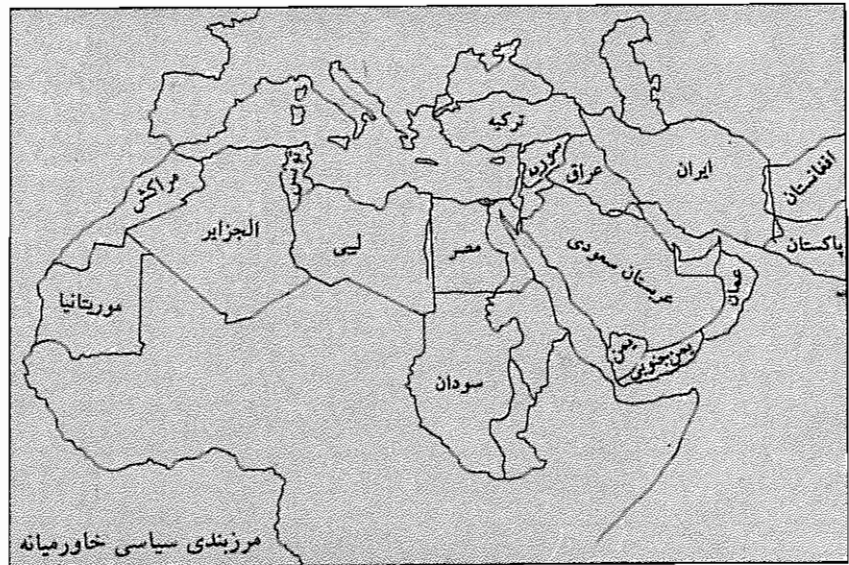 ترکیه
افغانستان
ایران
سوریه
عراق
تونس
مراکش
الجزایر
لیبی
مصر
پاکستان
عربستان سعودی
عمان
موریتانیا
یمن
یمن‌جنوبی
سودان
مرزبندی سیاسی خاورمیانه